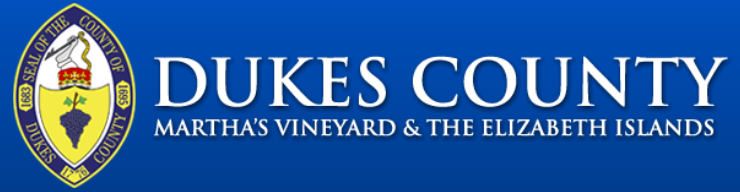 SEAL OF THE COUNTY OF
1683
1695
DUKES COUNTY
DUKES COUNTY
MARTHA'S VINEYARD & THE ELIZABETH ISLANDS